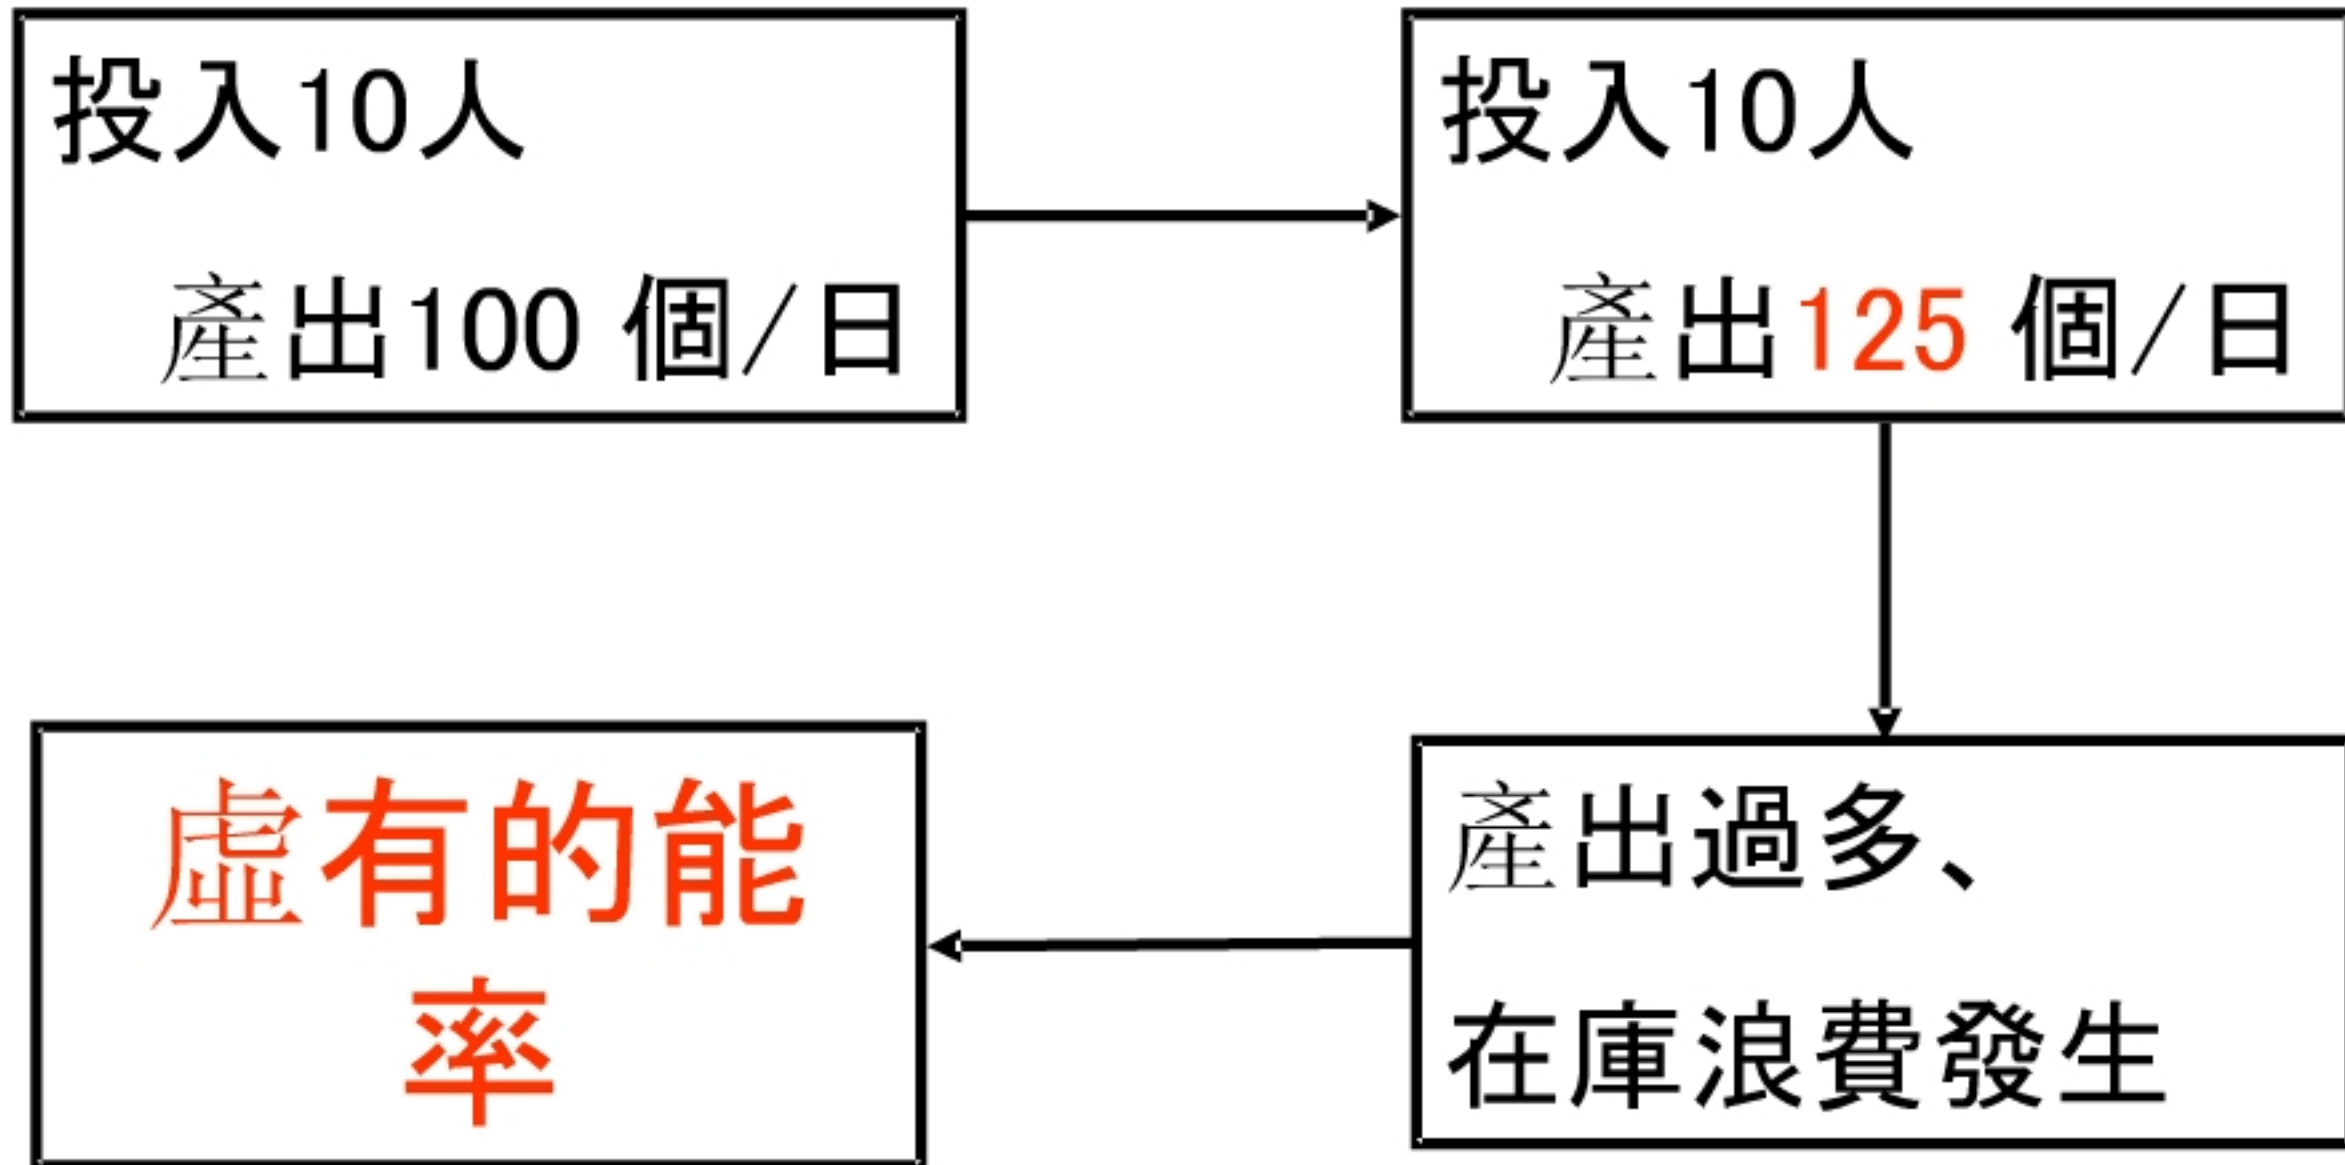 投入10人
產出100 個/日
投入10人
產出125 個/日
產出過多、
在庫浪費發生
虛有的能
率